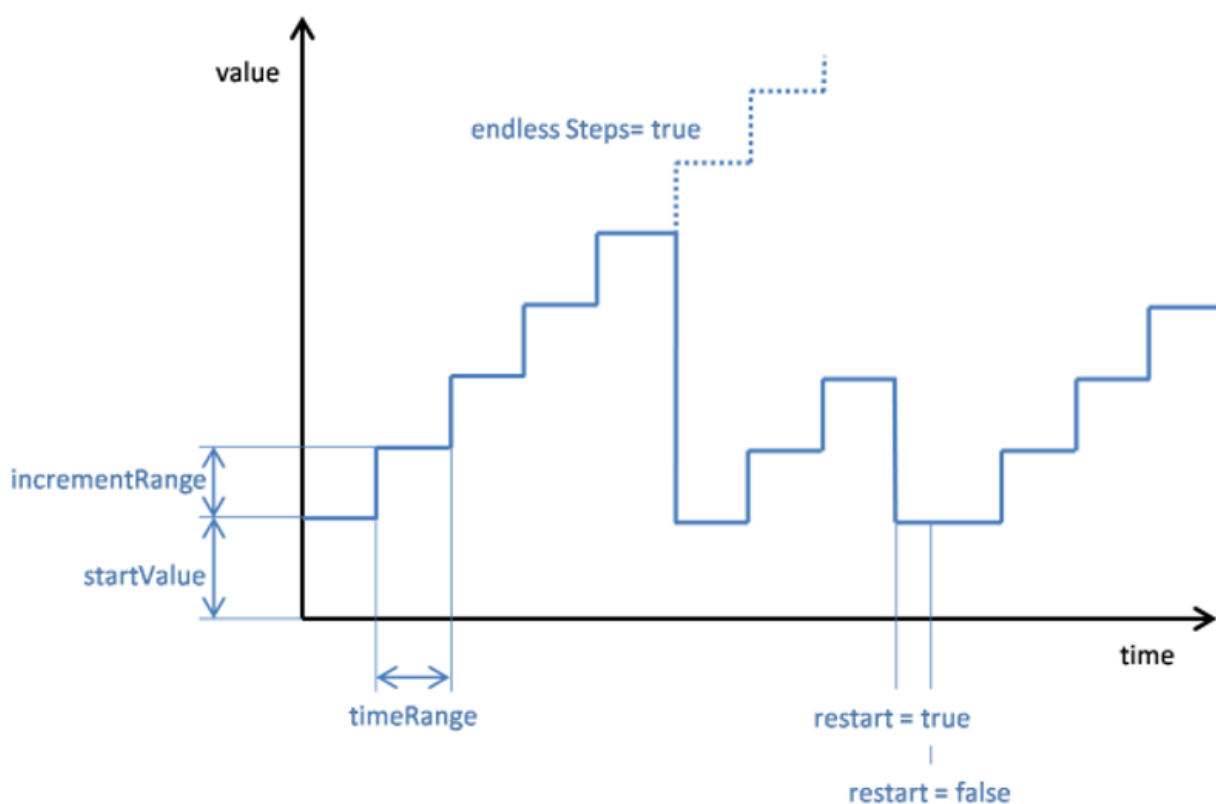 value
endless Steps= true
incrementRange
startValue
time
timeRange
restart = true
restart = false